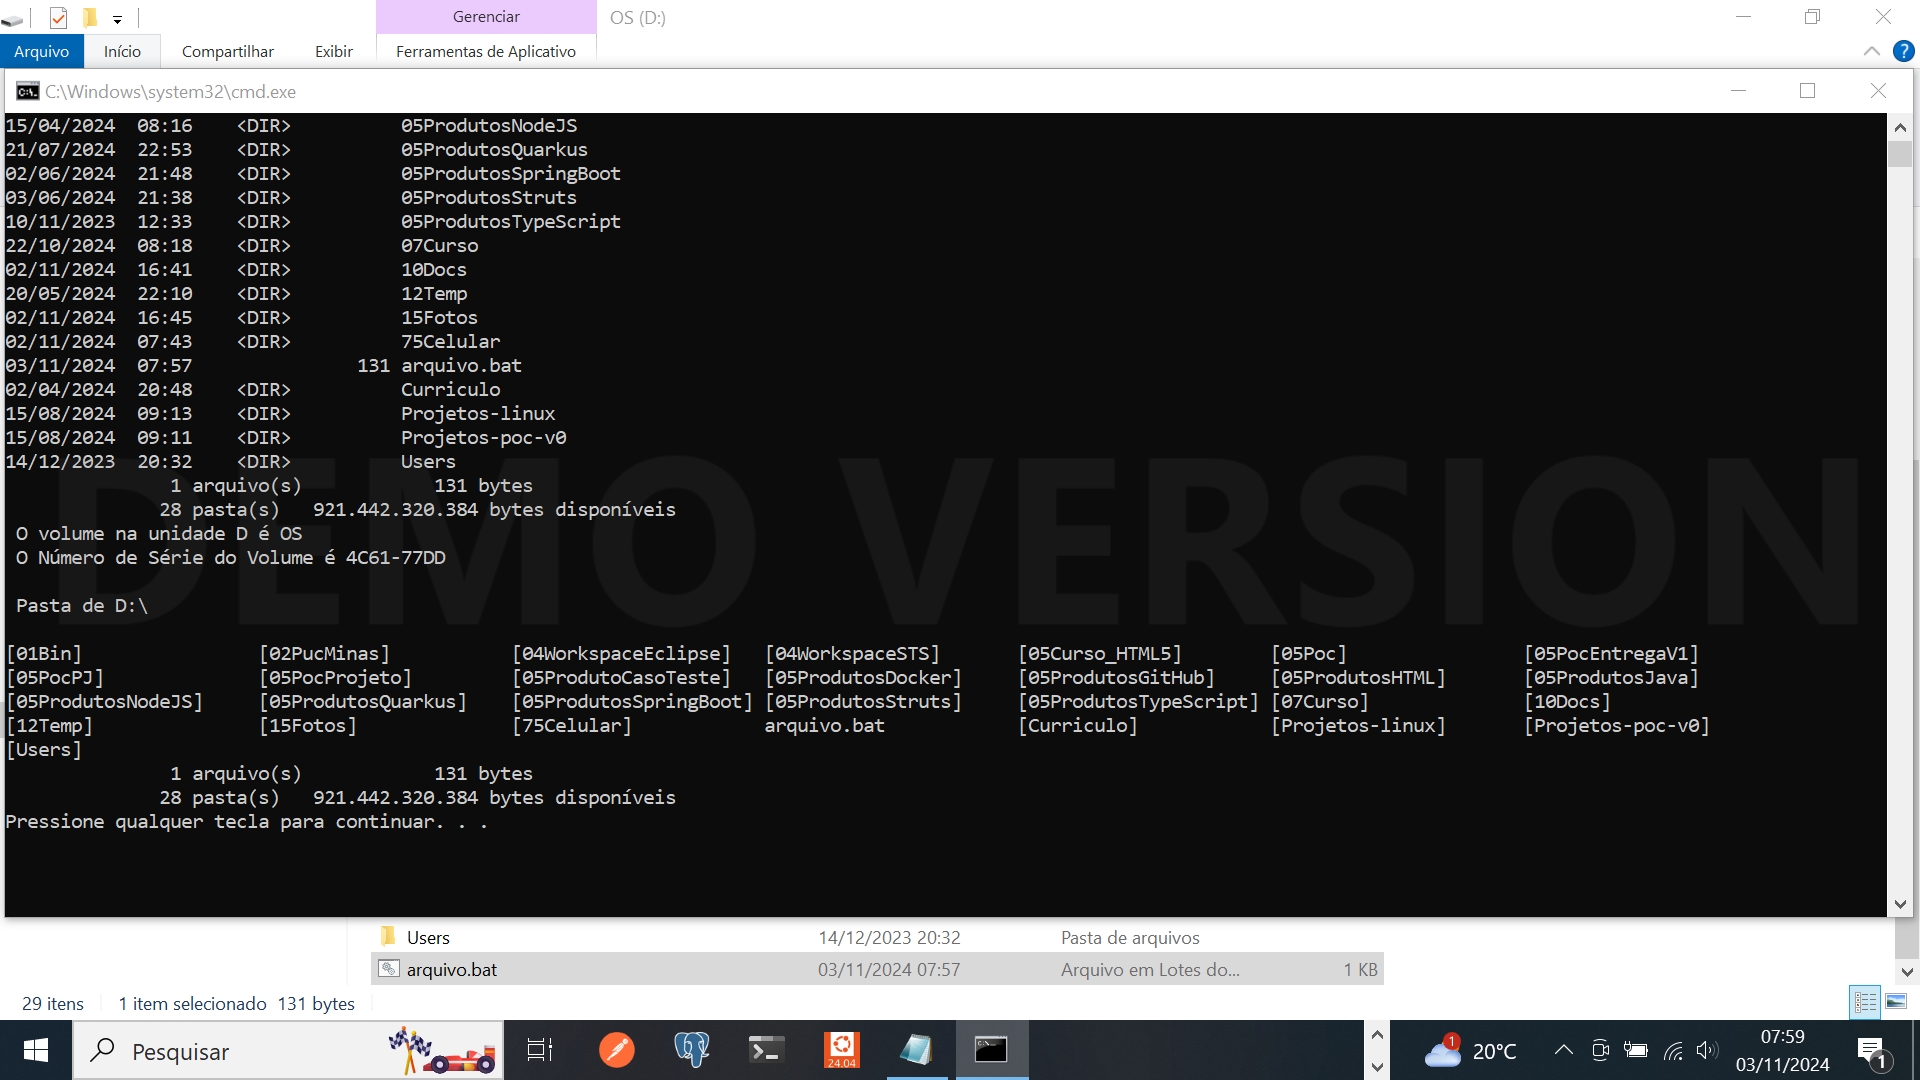 Gerenciar OS (D:)
Arquivo Início Compartilhar Exibir Ferramentas de Aplicativo
C:\Windows\system32\cmd.exe
15/04/2024  08:16    <DIR>          05ProdutosNodeJS
21/07/2024  22:53    <DIR>          05ProdutosQuarkus
02/06/2024  21:48    <DIR>          05ProdutosSpringBoot
03/06/2024  21:38    <DIR>          05ProdutosStruts
10/11/2023  12:33    <DIR>          05ProdutosTypeScript
22/10/2024  08:18    <DIR>          07Curso
02/11/2024  16:41    <DIR>          10Docs
20/05/2024  22:10    <DIR>          12Temp
02/11/2024  16:45    <DIR>          15Fotos
02/11/2024  07:43    <DIR>          75Celular
03/11/2024  07:57               131 arquivo.bat
02/04/2024  20:48    <DIR>          Curriculo
15/08/2024  09:13    <DIR>          Projetos-linux
15/08/2024  09:11    <DIR>          Projetos-poc-v0
14/12/2023  20:32    <DIR>          Users
1 arquivo(s)            131 bytes
28 pasta(s)   921.442.320.384 bytes disponíveis
O volume na unidade D é OS
O Número de Série do Volume é 4C61-77DD
DEMO VERSION
Pasta de D:\
[01Bin] [02PucMinas] [04WorkspaceEclipse] [04WorkspaceSTS] [05Curso_HTML5] [05Poc] [05PocEntregaV1]
[05PocPJ] [05PocProjeto] [05ProdutoCasoTeste] [05ProdutosDocker] [05ProdutosGitHub] [05ProdutosHTML] [05ProdutosJava]
[05ProdutosNodeJS] [05ProdutosQuarkus] [05ProdutosSpringBoot] [05ProdutosStruts] [05ProdutosTypeScript] [07Curso] [10Docs]
[12Temp] [15Fotos] [75Celular] arquivo.bat [Curriculo] [Projetos-linux] [Projetos-poc-v0]
[Users]
1 arquivo(s)            131 bytes
28 pasta(s)   921.442.320.384 bytes disponíveis
Pressione qualquer tecla para continuar. . .
Users 14/12/2023 20:32 Pasta de arquivos
arquivo.bat 03/11/2024 07:57 Arquivo em Lotes do... 1 KB
29 itens 1 item selecionado 131 bytes
Pesquisar 24.04 1 20°C 07:59 1
03/11/2024